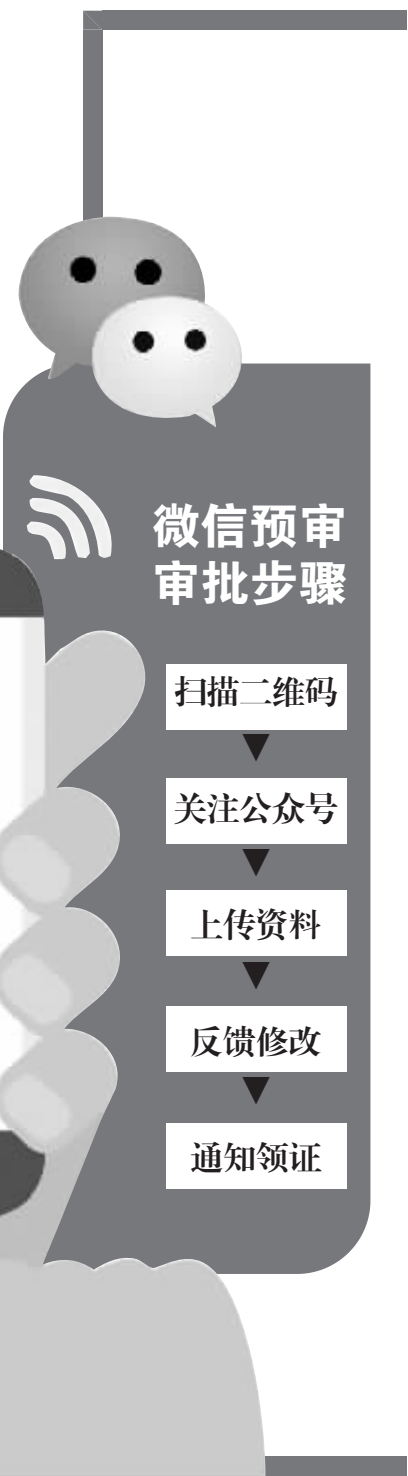 微信预审
审批步骤
扫描二维码
关注公众号
上传资料
反馈修改
通知领证